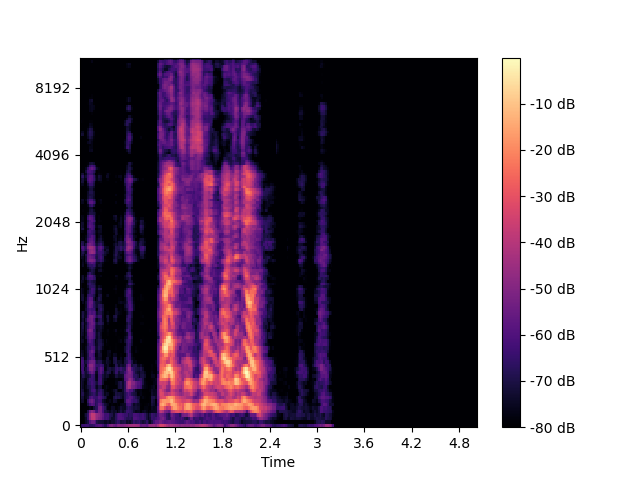 8192
4096
2048
1024
512
0
Hz
0 0.6 1.2 1.8 2.4 3 3.6 4.2 4.8
Time
-10 dB
-20 dB
-30 dB
-40 dB
-50 dB
-60 dB
-70 dB
-80 dB